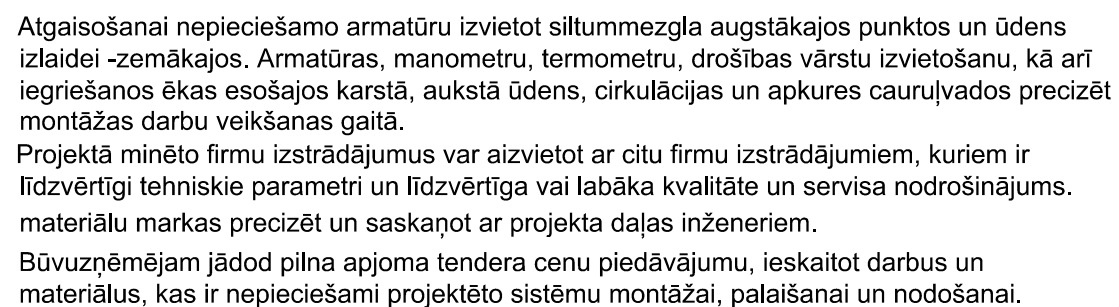 Atgaisošanai nepieciešamo armatūru izvietot siltummezgla augstākajos punktos un ūdens
izlaidei -zemākajos. Armatūras, manometru, termometru, drošības vārstu izvietošanu, kā arī
iegriešanos ēkas esošajos karstā, aukstā ūdens, cirkulācijas un apkures cauruļvados precizēt
montāžas darbu veikšanas gaitā.
Projektā minēto firmu izstrādājumus var aizvietot ar citu firmu izstrādājumiem, kuriem ir
līdzvērtīgi tehniskie parametri un līdzvērtīga vai labāka kvalitāte un servisa nodrošinājums.
materiālu markas precizēt un saskaņot ar projekta daļas inženeriem.
Būvuzņēmējam jādod pilna apjoma tendera cenu piedāvājumu, ieskaitot darbus un
materiālus, kas ir nepieciešami projektēto sistēmu montāžai, palaišanai un nodošanai.